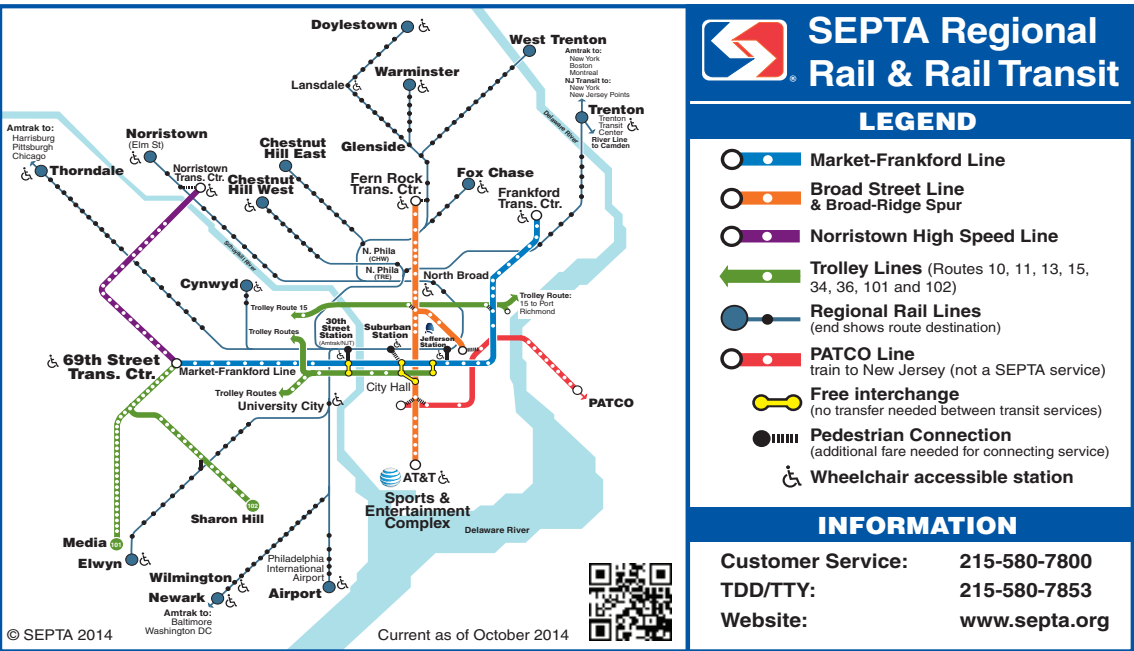 Doylestown
West Trenton
Amtrak to:
New York
Boston
Montreal
NJ Transit to:
New York
New Jersey Points
Lansdale
Warminster
Trenton
Trenton
Transit
Center
River Line
to Camden
Delaware River
Amtrak to:
Harrisburg
Pittsburgh
Chicago
Thorndale
Norristown
(Elm St)
Norristown
Trans. Ctr.
Chestnut
Hill East
Chestnut
Hill West
Glenside
Fern Rock
Trans. Ctr.
Fox Chase
Frankford
Trans. Ctr.
Schuylkill River
N. Phila
(CHW)
N. Phila
(TRE)
North Broad
Cynwyd
Trolley Route 15
Trolley Route:
15 to Port
Richmond
Trolley Routes
30th
Street
Station
(Amtrak/NJT)
Suburban
Station
Jefferson
Station
69th Street
Trans. Ctr.
Market-Frankford Line
City Hall
Trolley Routes
University City
PATCO
AT&T
Sports &
Entertainment
Complex
102
Sharon Hill
Delaware River
Media
101
Elwyn
Wilmington
Newark
Amtrak to:
Baltimore
Washington DC
Philadelphia
International
Airport
Airport
© SEPTA 2014
Current as of October 2014
SEPTA Regional
Rail & Rail Transit
®
LEGEND
Market-Frankford Line
Broad Street Line
& Broad-Ridge Spur
Norristown High Speed Line
Trolley Lines (Routes 10, 11, 13, 15,
34, 36, 101 and 102)
Regional Rail Lines
(end shows route destination)
PATCO Line
train to New Jersey (not a SEPTA service)
Free interchange
(no transfer needed between transit services)
Pedestrian Connection
(additional fare needed for connecting service)
Wheelchair accessible station
INFORMATION
Customer Service: 215-580-7800
TDD/TTY: 215-580-7853
Website: www.septa.org